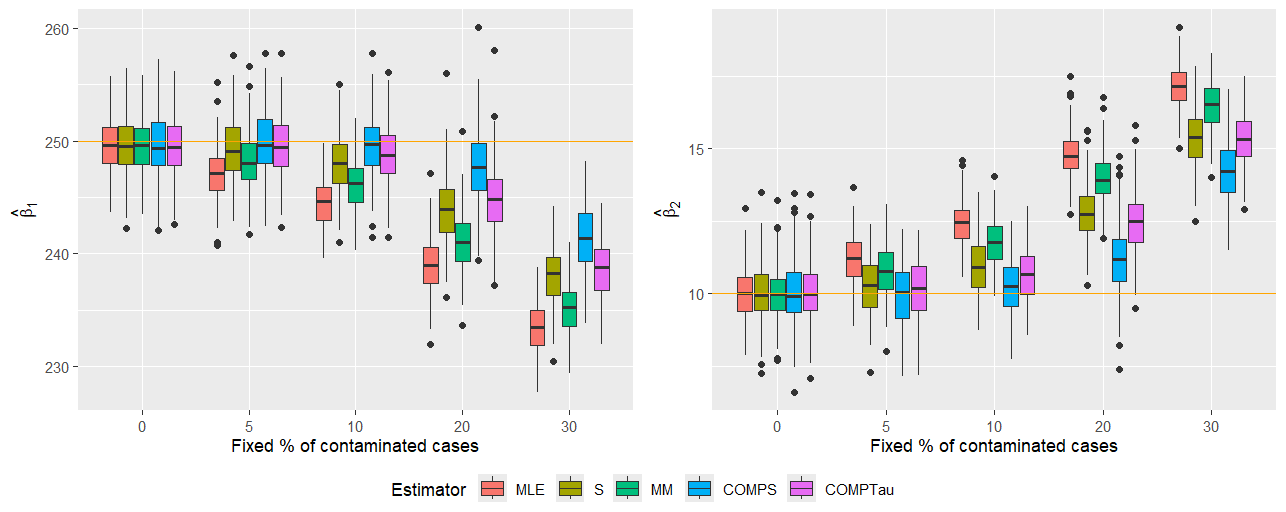 260
250
240
230
β̂1
0 5 10 20 30
Fixed % of contaminated cases
15
10
β̂2
0 5 10 20 30
Fixed % of contaminated cases
Estimator MLE S MM COMPS COMPTau